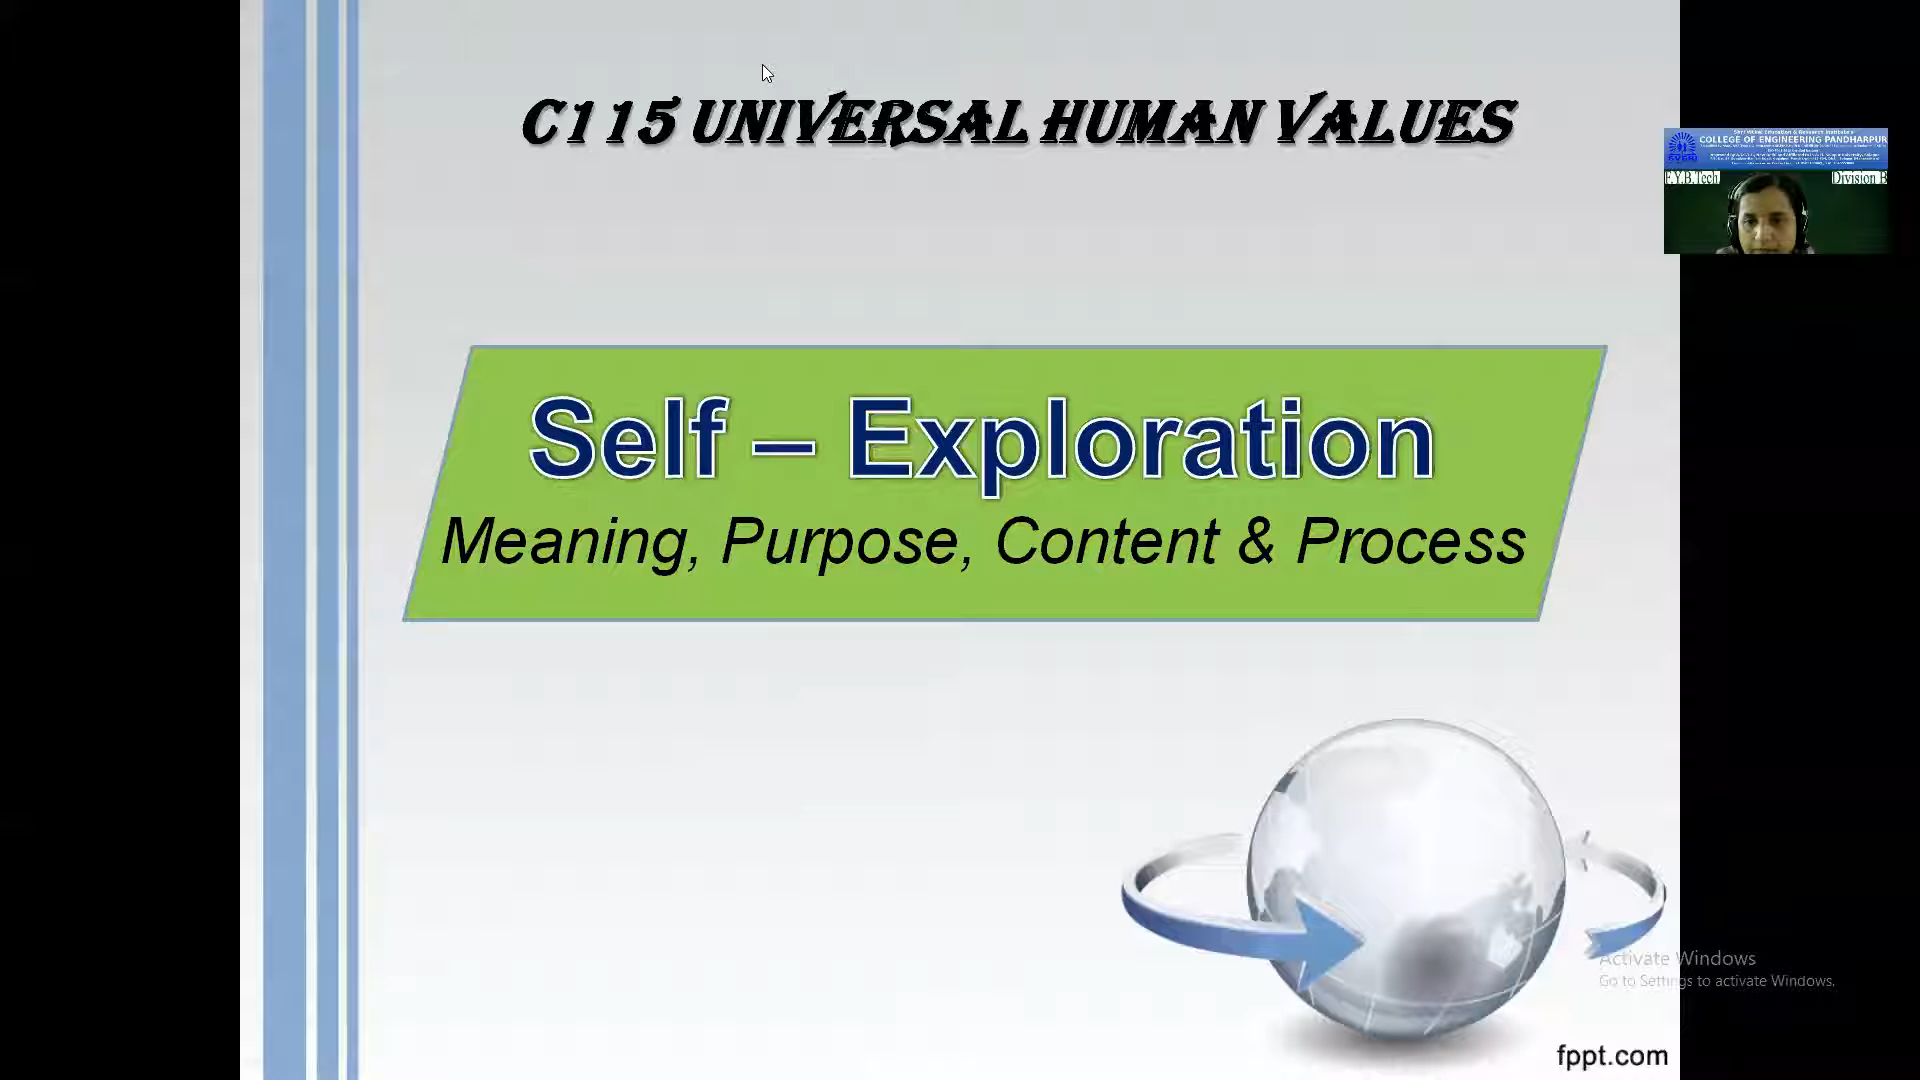 C115 UNIVERSAL HUMAN VALUES
Self – Exploration
Meaning, Purpose, Content & Process
COLLEGE OF ENGINEERING PANDHARPUR
F.Y.B.Tech.
Division B
Activate Windows
Go to Settings to activate Windows.
fppt.com